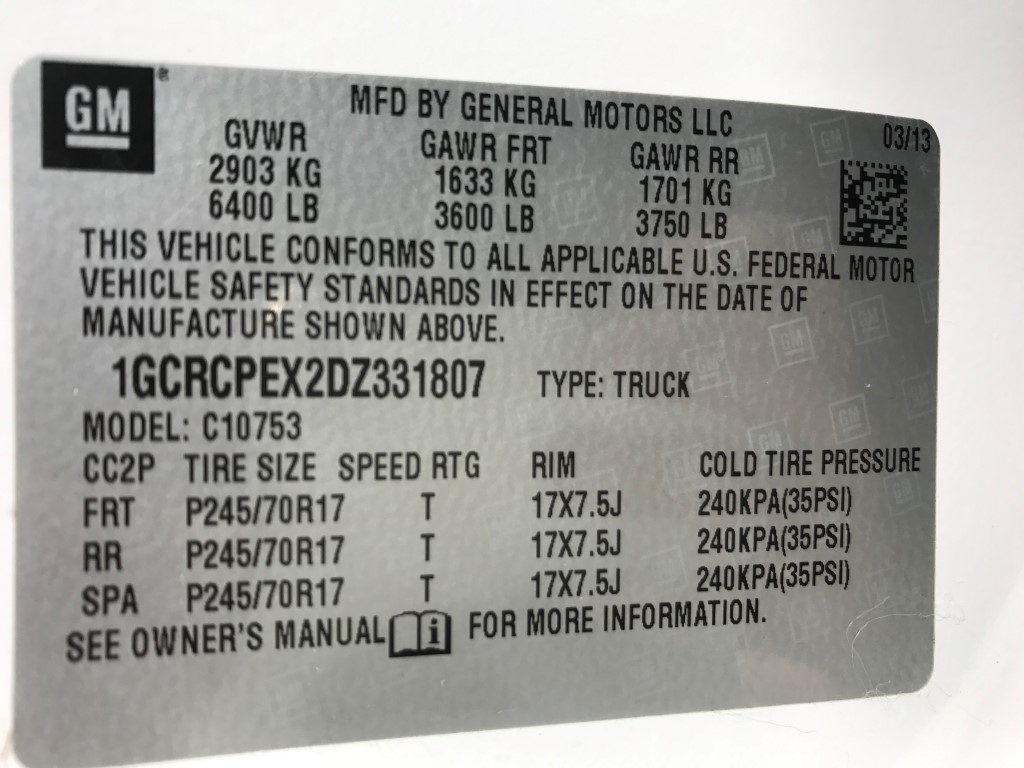 GM ®
MFD BY GENERAL MOTORS LLC
03/13
GVWR GAWR FRT GAWR RR
2903 KG 1633 KG 1701 KG
6400 LB 3600 LB 3750 LB
THIS VEHICLE CONFORMS TO ALL APPLICABLE U.S. FEDERAL MOTOR
VEHICLE SAFETY STANDARDS IN EFFECT ON THE DATE OF
MANUFACTURE SHOWN ABOVE.
1GCRCPEX2DZ331807 TYPE: TRUCK
MODEL: C10753
CC2P TIRE SIZE SPEED RTG RIM COLD TIRE PRESSURE
FRT P245/70R17 T 17X7.5J 240KPA(35PSI)
RR P245/70R17 T 17X7.5J 240KPA(35PSI)
SPA P245/70R17 T 17X7.5J 240KPA(35PSI)
SEE OWNER'S MANUAL i FOR MORE INFORMATION.